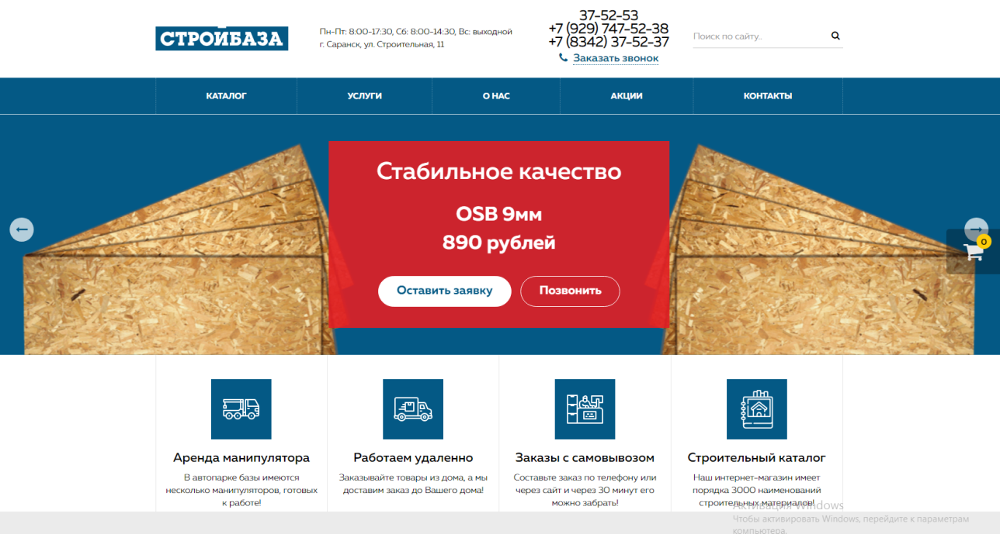 СТРОЙБАЗА
Пн-Пт: 8:00-17:30, Сб: 8:00-14:30, Вс: выходной
г. Саранск, ул. Строительная, 11
37-52-53
+7 (929) 747-52-38
+7 (8342) 37-52-37
Заказать звонок
Поиск по сайту..
КАТАЛОГ
УСЛУГИ
О НАС
АКЦИИ
КОНТАКТЫ
Стабильное качество
OSB 9мм
890 рублей
Оставить заявку
Позвонить
0
Аренда манипулятора
В автопарке базы имеются
несколько манипуляторов, готовых
к работе!
Работаем удаленно
Заказывайте товары из дома, а мы
доставим заказ до Вашего дома!
Заказы с самовывозом
Составьте заказ по телефону или
через сайт и через 30 минут его
можно забрать!
Строительный каталог
Наш интернет-магазин имеет
порядка 3000 наименований
строительных материалов!
Активация Windows
Чтобы активировать Windows, перейдите к параметрам
компьютера.